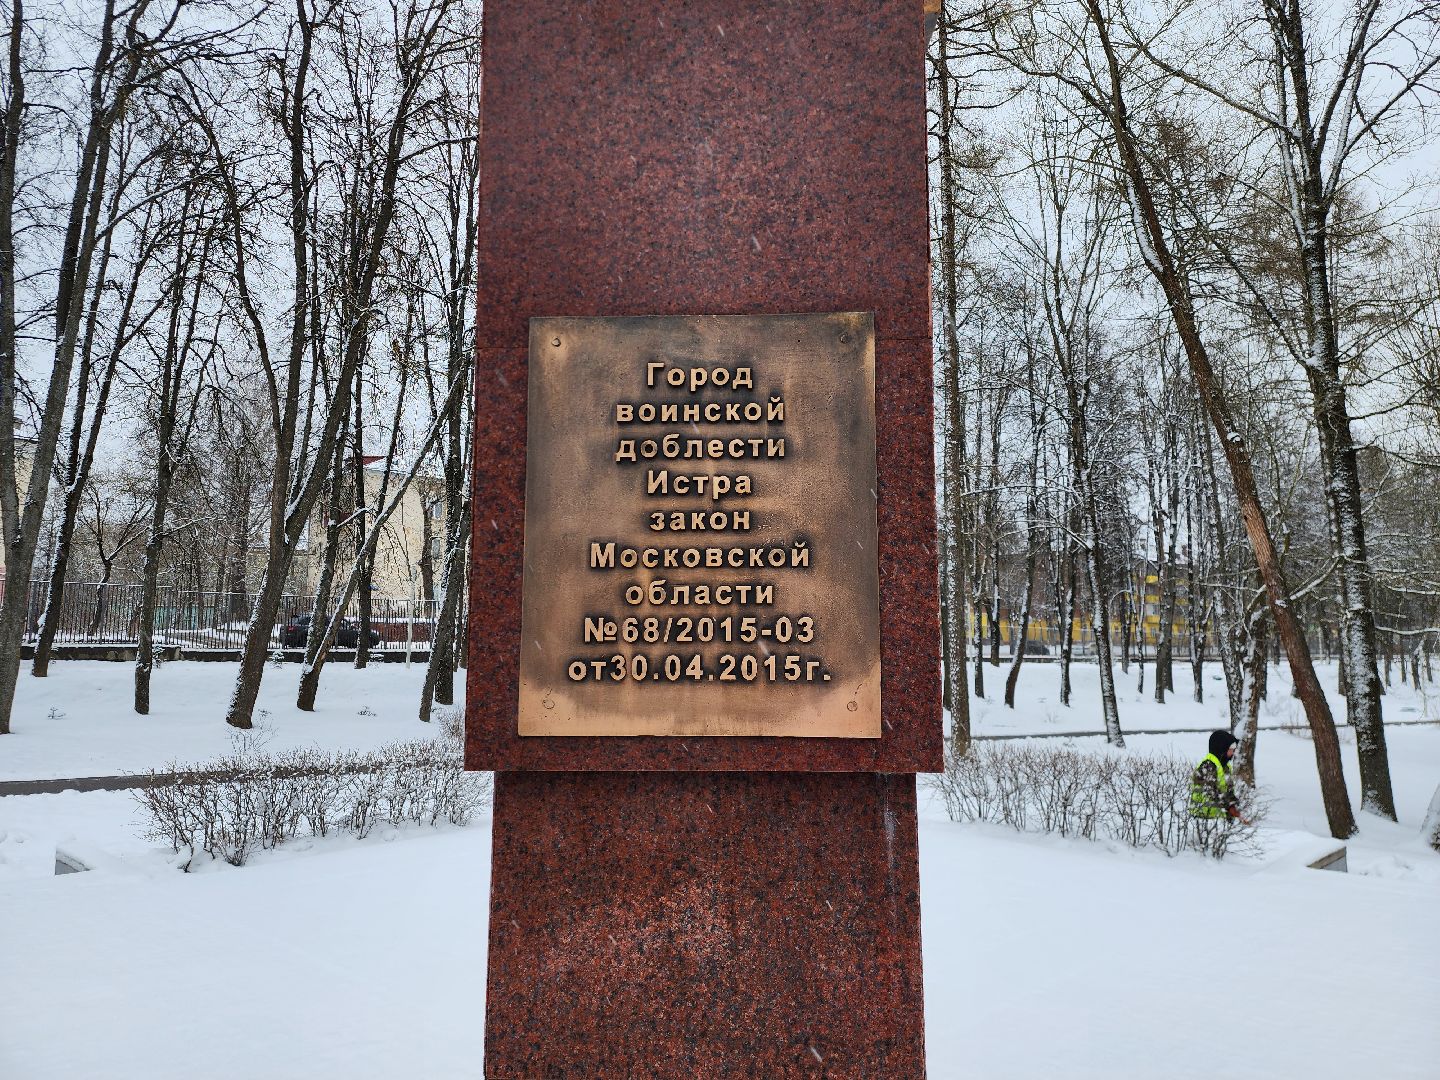 Город
воинской
доблести
Истра
закон
Московской
области
№68/2015-03
от30.04.2015г.